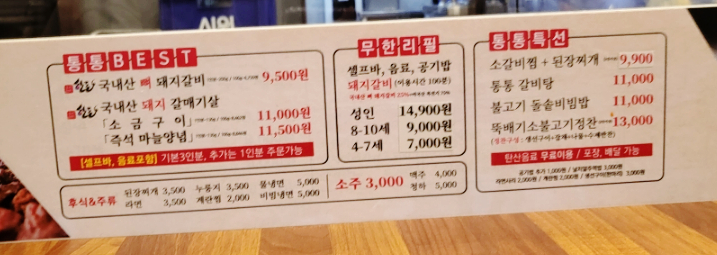 통통BEST
국내산 뼈 돼지갈비 9,500원
국내산 돼지 갈매기살
「소 금 구 이」 11,000원
「즉석 마늘양념」 11,500원
[셀프바, 음료포함] 기본3인분, 추가는 1인분 주문가능
무한리필
셀프바, 음료, 공기밥
돼지갈비 (이용시간 100분)
성인 14,900원
8-10세 9,000원
4-7세 7,000원
통통특선
소갈비찜 + 된장찌개 9,900
통통 갈비탕 11,000
불고기 돌솥비빔밥 11,000
뚝배기소불고기정찬 13,000
탄산음료 무료이용 / 포장, 배달 가능
후식&주류
된장찌개 3,500 누룽지 3,500 물냉면 5,000
라면 3,500 계란찜 2,000 비빔냉면 5,000
소주 3,000 맥주 4,000
청하 5,000